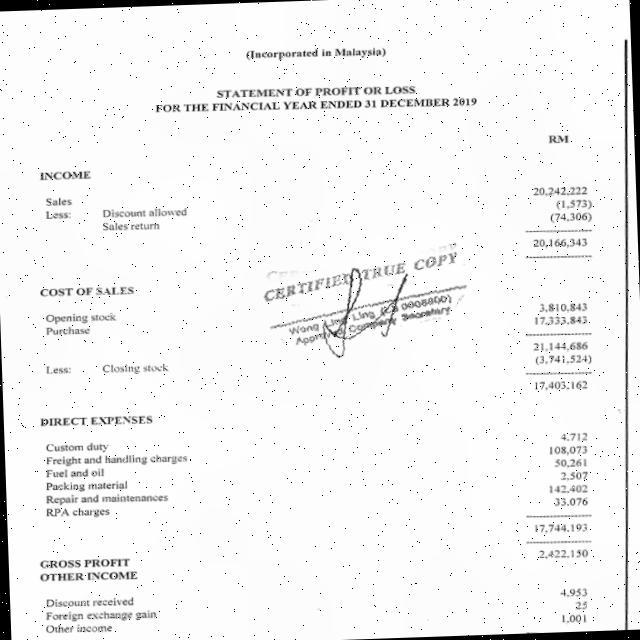 (Incorporated in Malaysia)
STATEMENT OF PROFIT OR LOSS
FOR THE FINANCIAL YEAR ENDED 31 DECEMBER 2019
RM
INCOME
Sales 20,242,222
Less: Discount allowed (1,573)
Sales return (74,306)
20,166,343
CERTIFIED TRUE COPY
COST OF SALES
Opening stock 3,810,843
Purchase 17,333,843
Wong Ling Ling
Approved Company Secretary
21,144,686
Less: Closing stock (3,741,524)
17,403,162
DIRECT EXPENSES
Custom duty 4,712
Freight and handling charges 108,073
Fuel and oil 50,261
Packing material 2,507
Repair and maintenances 142,402
RPA charges 33,076
17,744,193
GROSS PROFIT 2,422,150
OTHER INCOME
Discount received 4,953
Foreign exchange gain 25
Other income 1,001